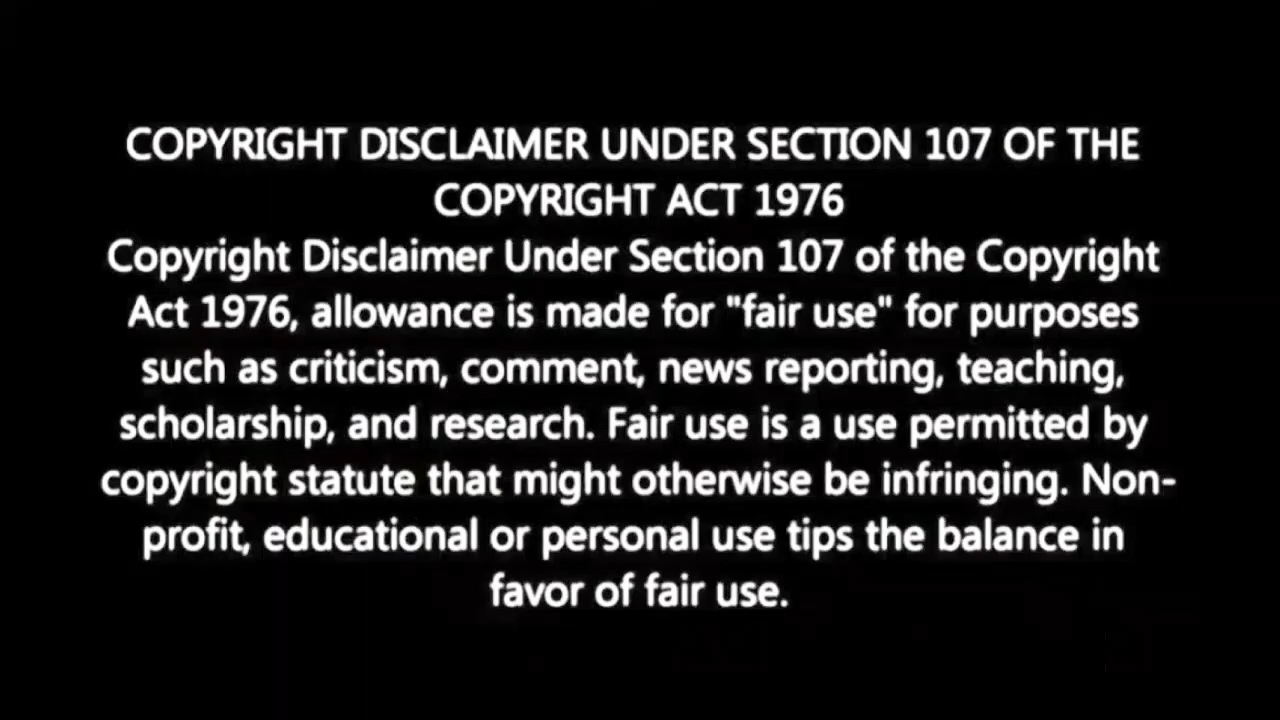 COPYRIGHT DISCLAIMER UNDER SECTION 107 OF THE
COPYRIGHT ACT 1976
Copyright Disclaimer Under Section 107 of the Copyright
Act 1976, allowance is made for "fair use" for purposes
such as criticism, comment, news reporting, teaching,
scholarship, and research. Fair use is a use permitted by
copyright statute that might otherwise be infringing. Non-
profit, educational or personal use tips the balance in
favor of fair use.